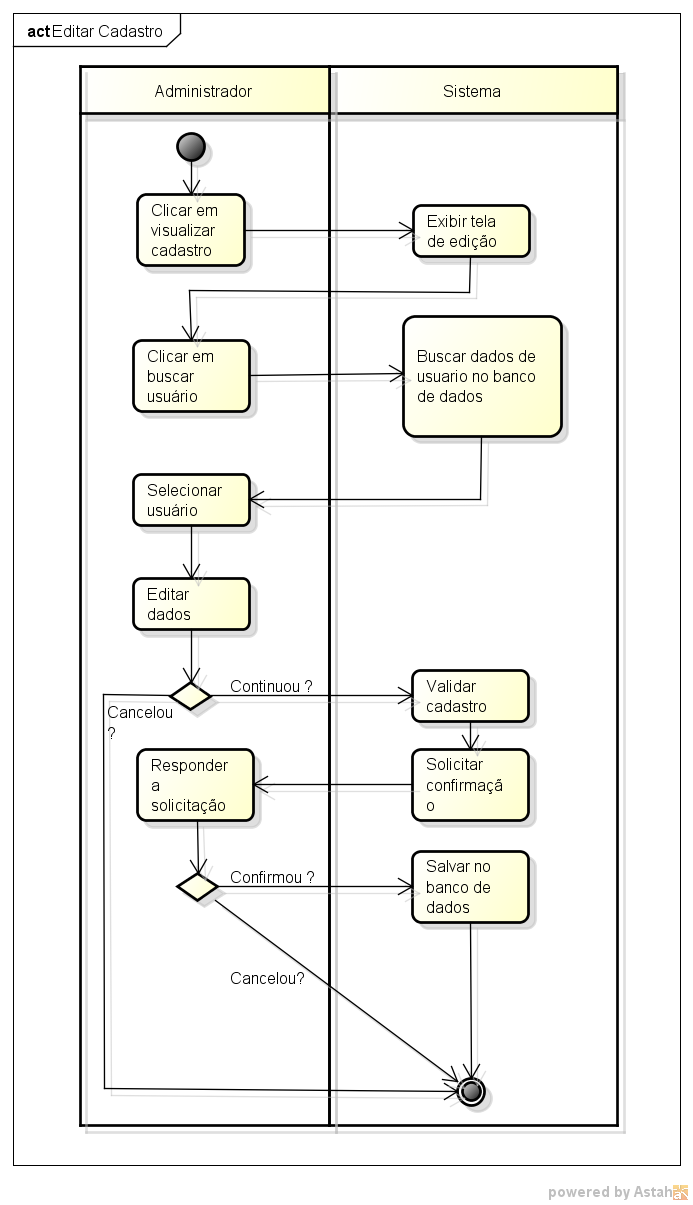 act Editar Cadastro
Administrador
Sistema
Clicar em
visualizar
cadastro
Exibir tela
de edição
Clicar em
buscar
usuário
Buscar dados de
usuario no banco
de dados
Selecionar
usuário
Editar
dados
Continuou ?
Cancelou
?
Validar
cadastro
Responder
a
solicitação
Solicitar
confirmaçã
o
Confirmou ?
Salvar no
banco de
dados
Cancelou?
powered by Astah